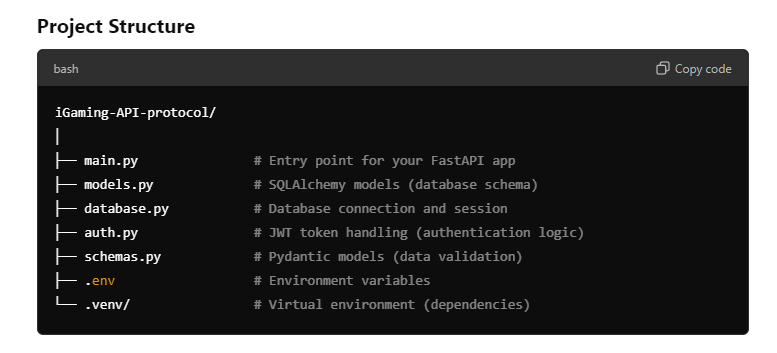 Project Structure
bash Copy code
iGaming-API-protocol/
│
├── main.py # Entry point for your FastAPI app
├── models.py # SQLAlchemy models (database schema)
├── database.py # Database connection and session
├── auth.py # JWT token handling (authentication logic)
├── schemas.py # Pydantic models (data validation)
├── .env # Environment variables
└── .venv/ # Virtual environment (dependencies)